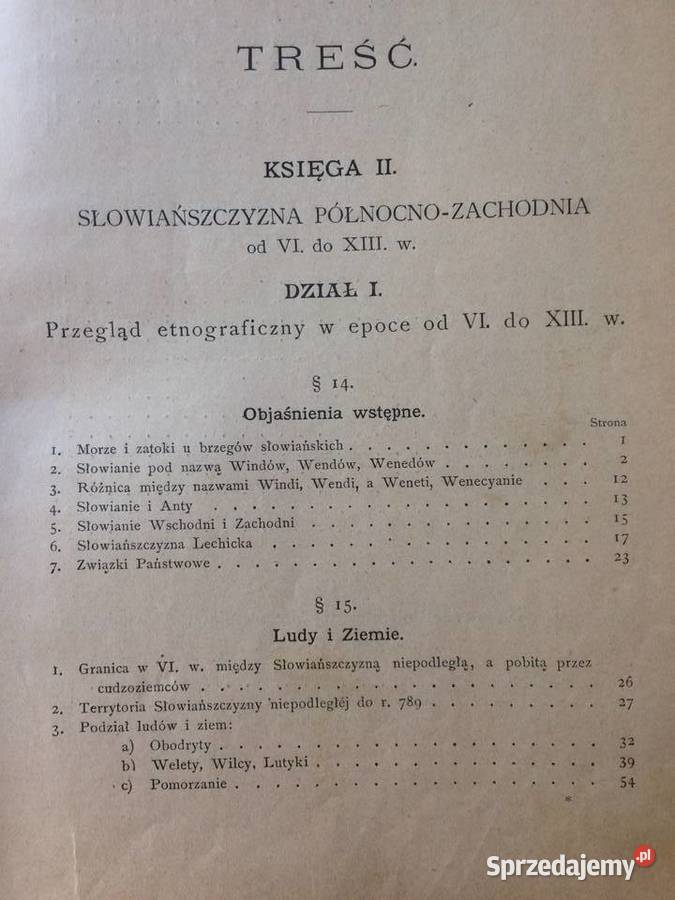 TREŚĆ.
KSIĘGA II.
SŁOWIAŃSZCZYZNA PÓŁNOCNO-ZACHODNIA
od VI. do XIII. w.
DZIAŁ I.
Przegląd etnograficzny w epoce od VI. do XIII. w.
§ 14.
Objaśnienia wstępne.
Strona
1. Morze i zatoki u brzegów słowiańskich . . . . . . . . . . . . . 1
2. Słowianie pod nazwą Windów, Wendów, Wenedów . . . . . . . . 2
3. Różnica między nazwami Windi, Wendi, a Weneti, Wenecyanie . . . 12
4. Słowianie i Anty . . . . . . . . . . . . . . . . . . . 13
5. Słowjanie Wschodni i Zachodni . . . . . . . . . . . . . . 15
6. Słowiańszczyzna Lechicka . . . . . . . . . . . . . . . . 17
7. Związki Państwowe . . . . . . . . . . . . . . . . . . . 23
§ 15.
Ludy i Ziemie.
1. Granica w VI. w. między Słowiańszczyzną niepodległą, a pobitą przez
cudzoziemców . . . . . . . . . . . . . . . . . . . 26
2. Terrytoria Słowiańszczyzny niepodległéj do r. 789 . . . . . . . . . 27
3. Podział ludów i ziem:
a) Obodryty . . . . . . . . . . . . . . . . . . 32
b) Welety, Wilcy, Lutyki . . . . . . . . . . . . . 39
c) Pomorzanie . . . . . . . . . . . . . . . . . 54
*
Sprzedajemy.pl